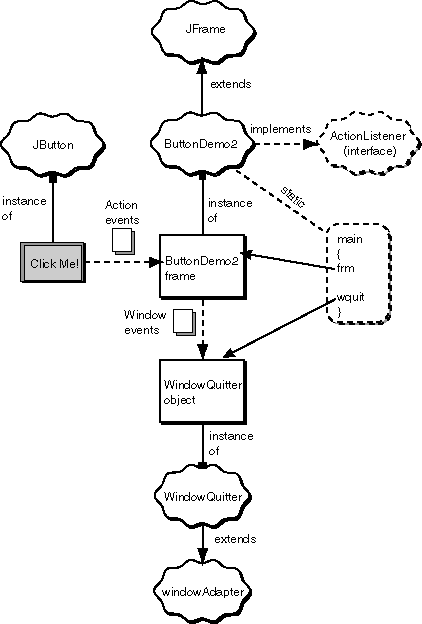 JFrame
extends
implements
JButton
ButtonDemo2
ActionListener
(interface)
static
instance
of
Action
events
instance
of
main
{
frm
wquit
}
Click Me!
ButtonDemo2
frame
Window
events
WindowQuitter
object
instance
of
WindowQuitter
extends
windowAdapter